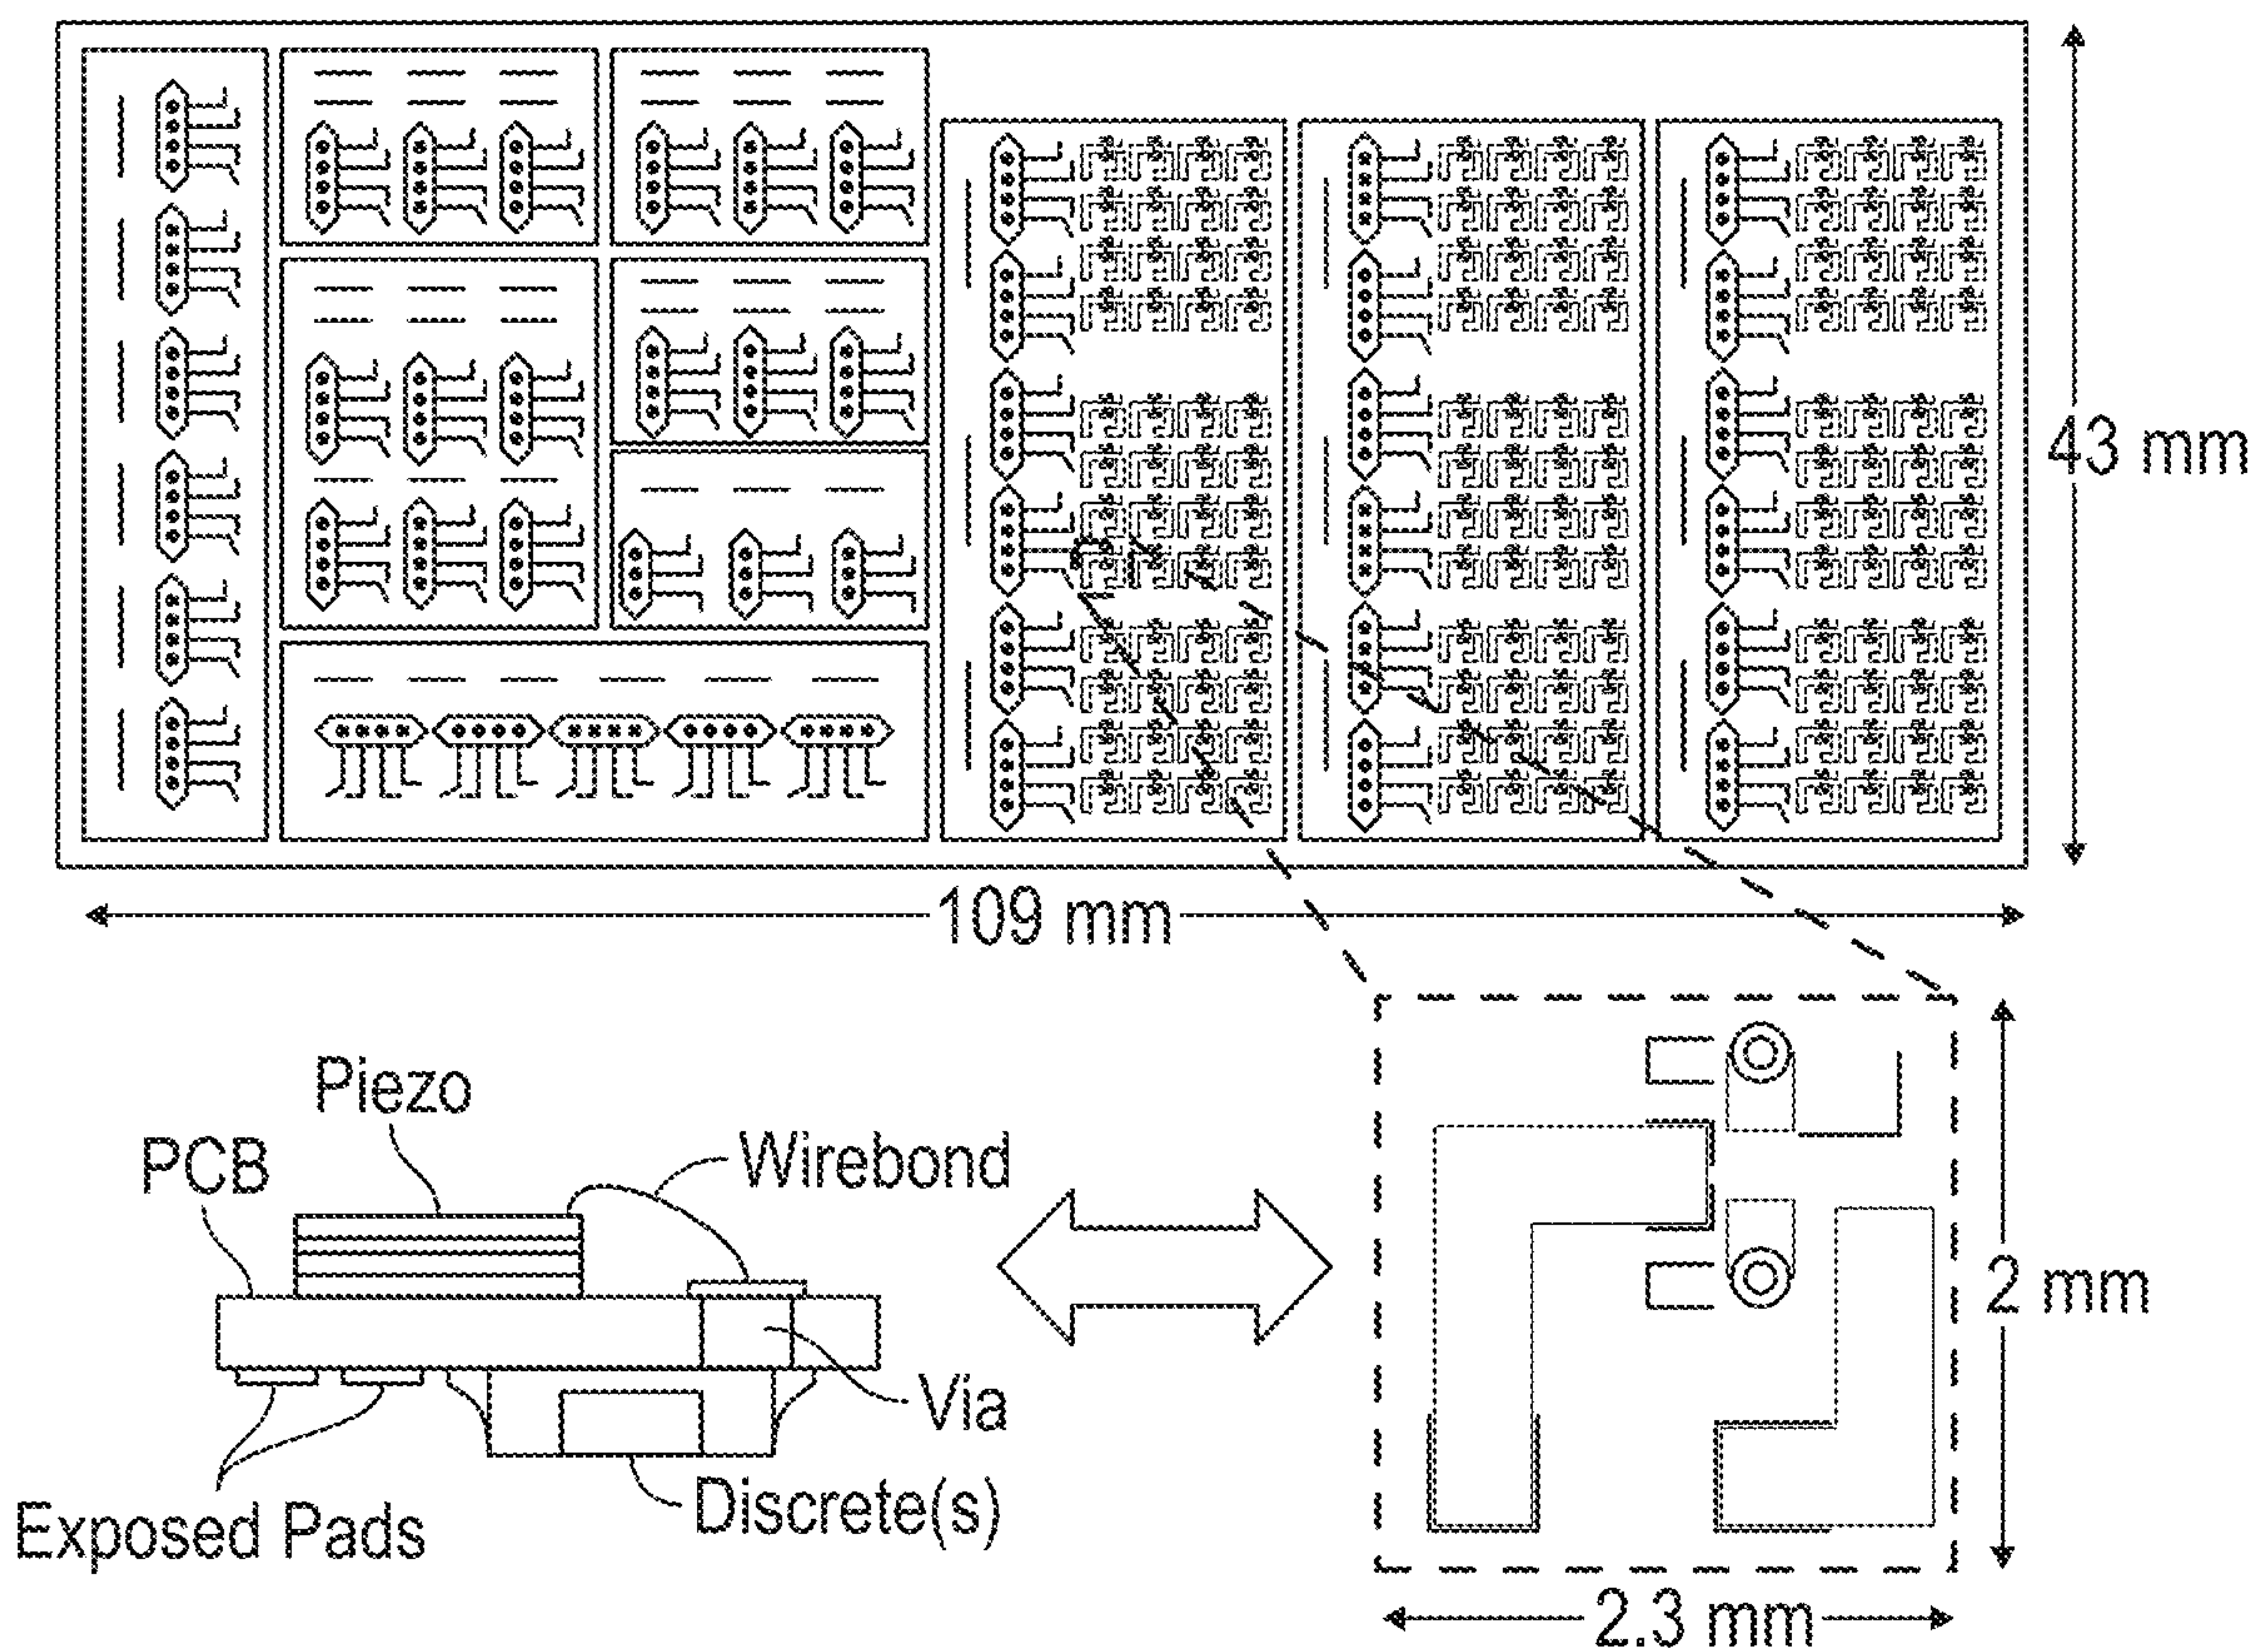 43 mm
109 mm
Piezo
PCB
Wirebond
2 mm
Via
Discrete(s)
Exposed Pads
2.3 mm